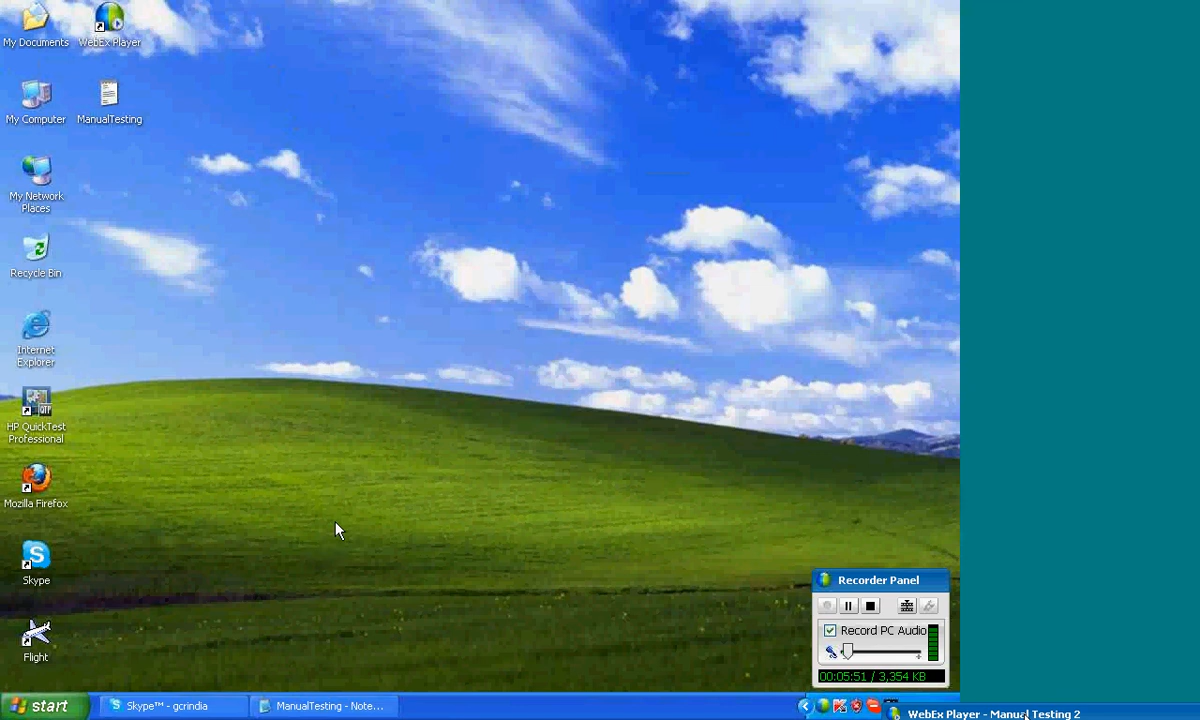 My Documents
WebEx Player
My Computer
ManualTesting
My Network
Places
Recycle Bin
Internet
Explorer
QTP
HP QuickTest
Professional
Mozilla Firefox
Skype
Flight
Recorder Panel
Record PC Audio
00:05:51 / 3,354 KB
start
Skype™ - gcrindia
ManualTesting - Note...
WebEx Player - Manual Testing 2